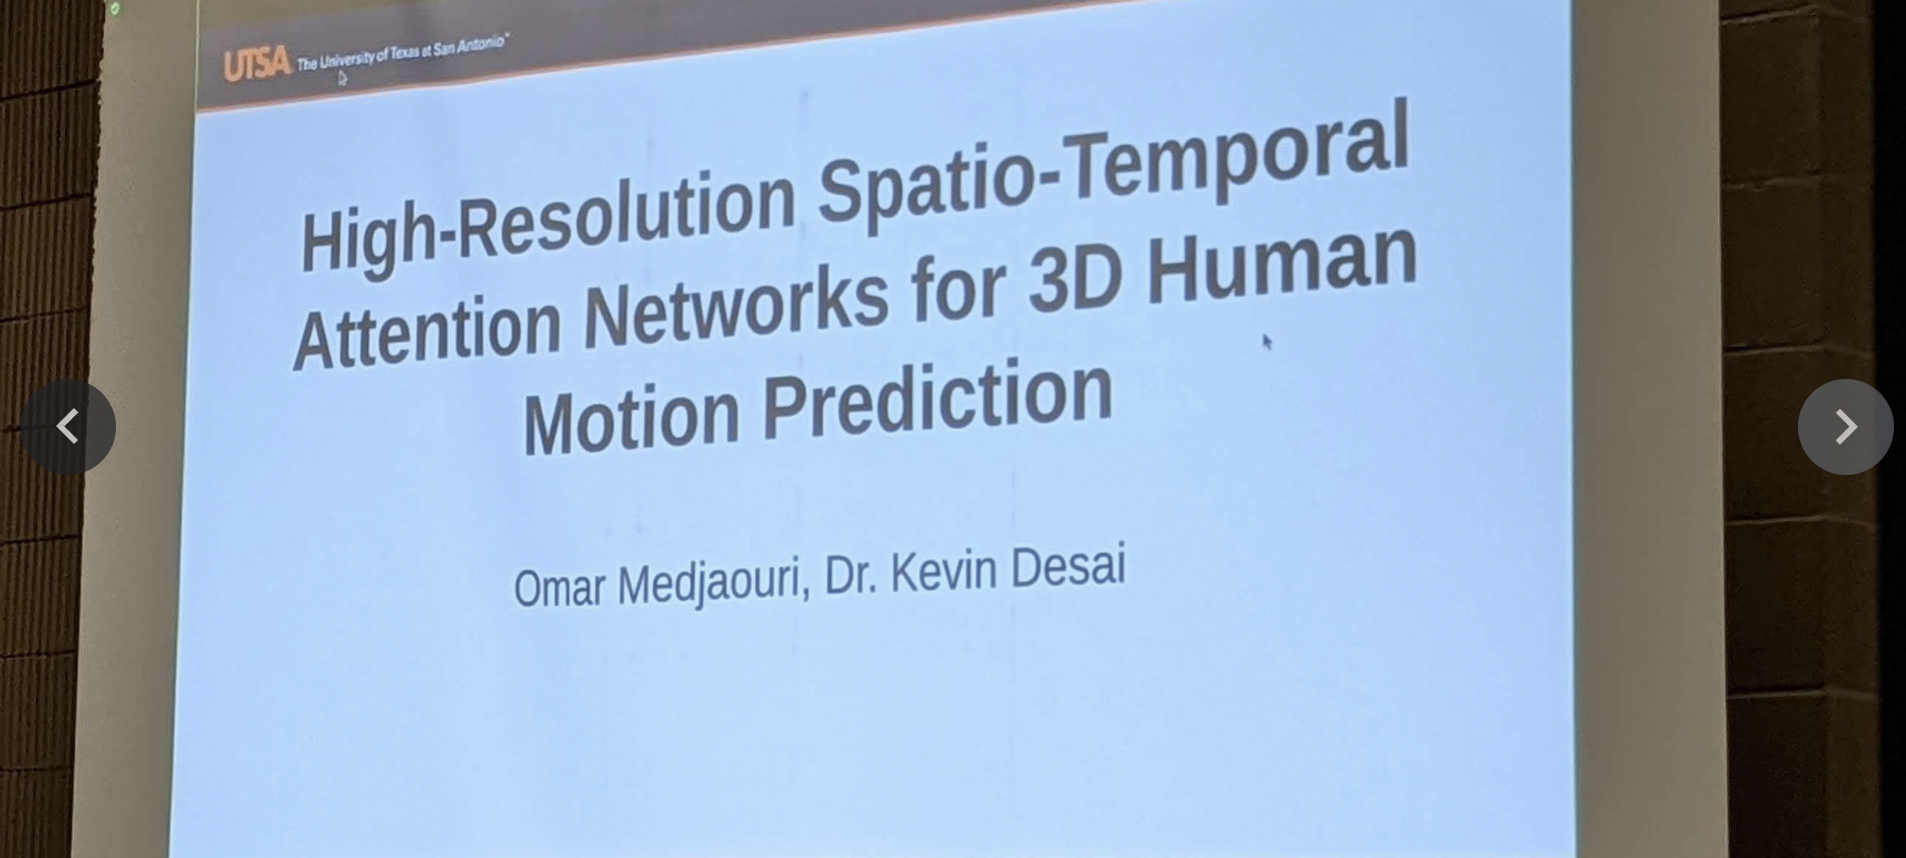 UTSA The University of Texas at San Antonio™
High-Resolution Spatio-Temporal
Attention Networks for 3D Human
Motion Prediction
Omar Medjaouri, Dr. Kevin Desai